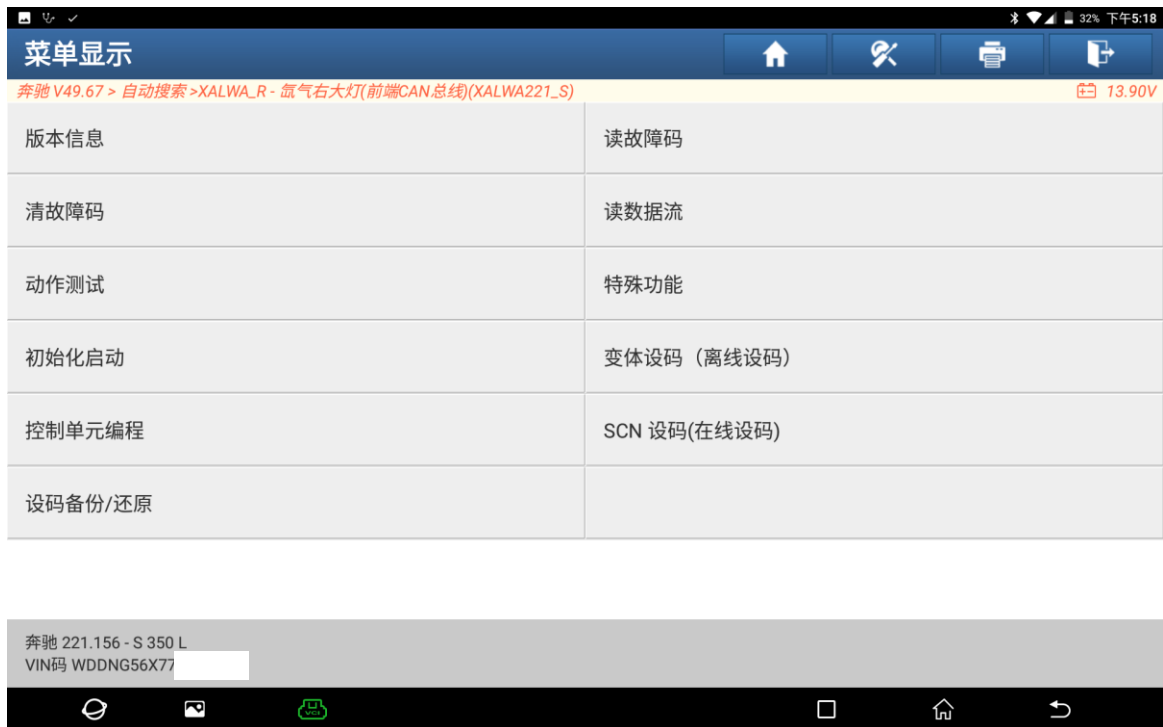 32% 下午5:18
菜单显示
奔驰 V49.67 > 自动搜索 >XALWA_R - 氙气右大灯(前端CAN总线)(XALWA221_S) 13.90V
版本信息 读故障码
清故障码 读数据流
动作测试 特殊功能
初始化启动 变体设码（离线设码）
控制单元编程 SCN 设码(在线设码)
设码备份/还原
奔驰 221.156 - S 350 L
VIN码 WDDNG56X77
VCI